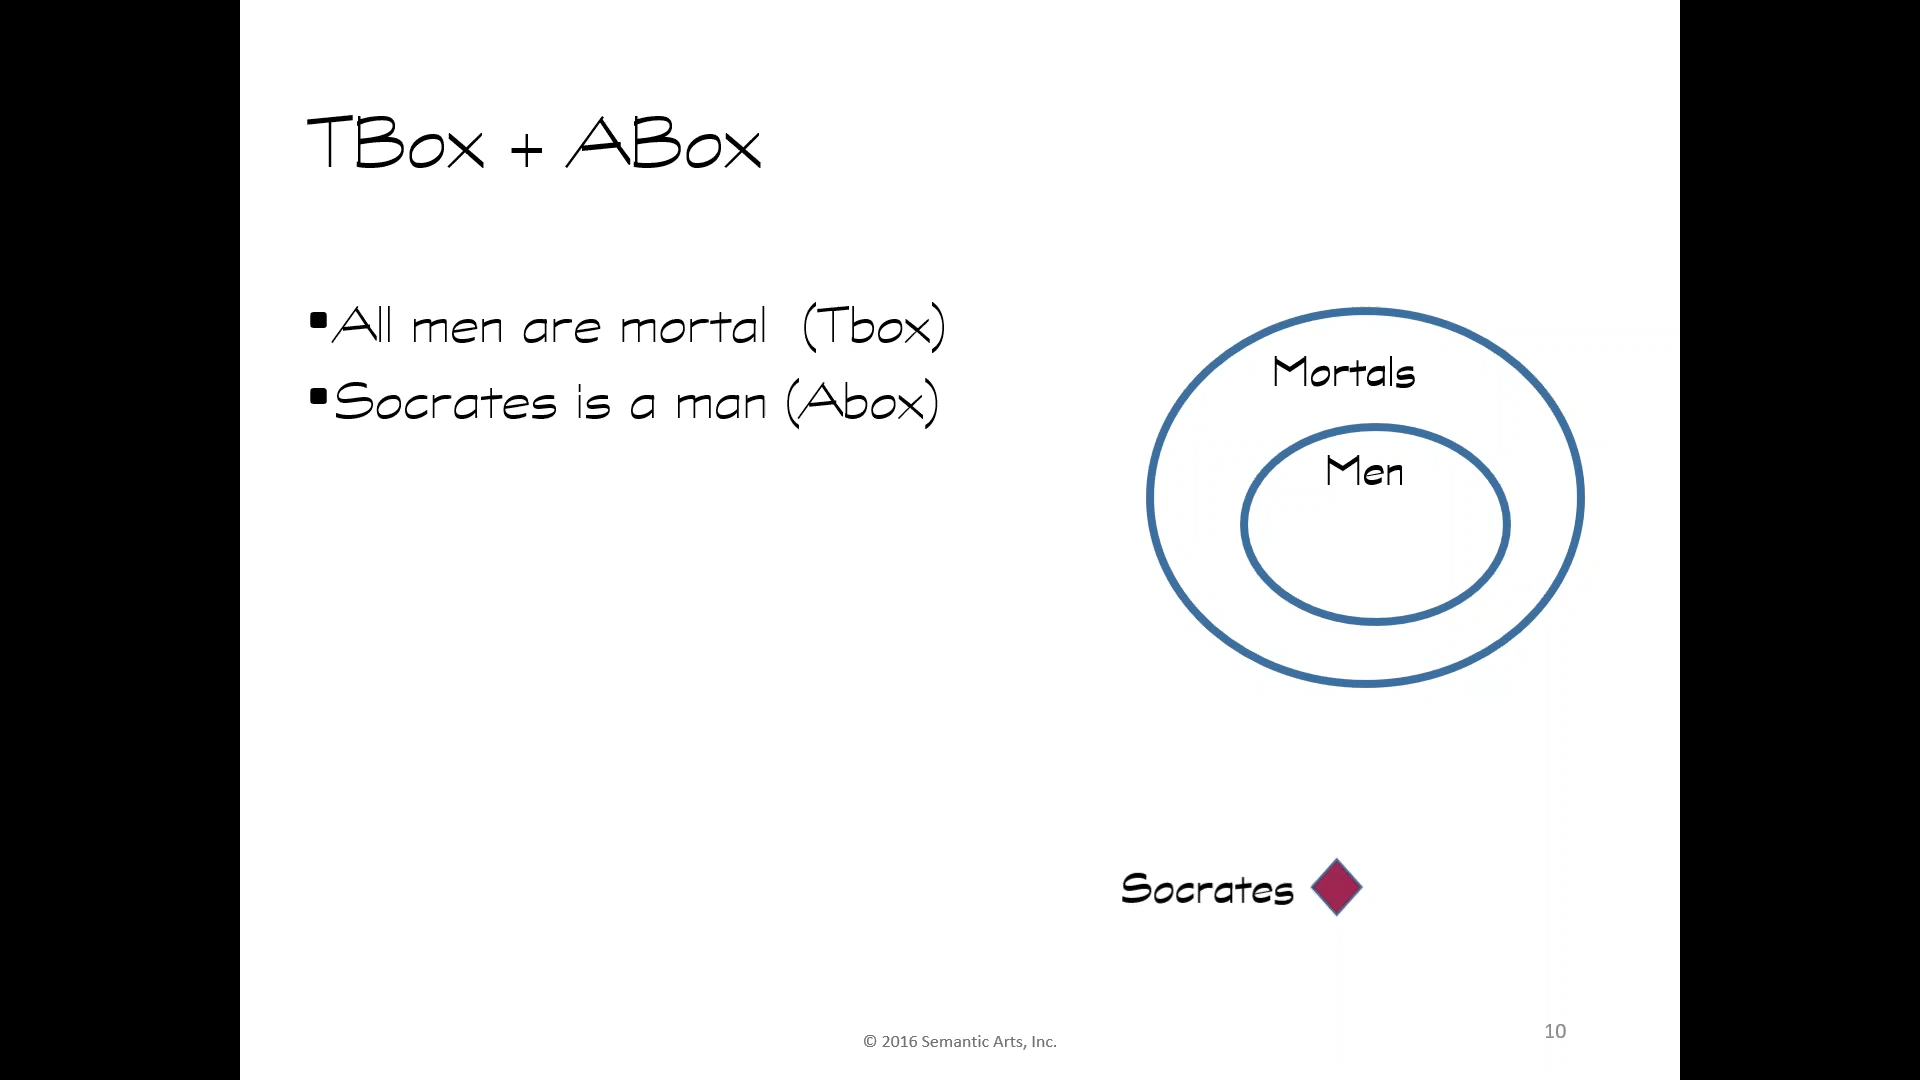 TBox + ABox
▪All men are mortal (Tbox)
▪Socrates is a man (Abox)
Mortals
Men
Socrates
© 2016 Semantic Arts, Inc.
10